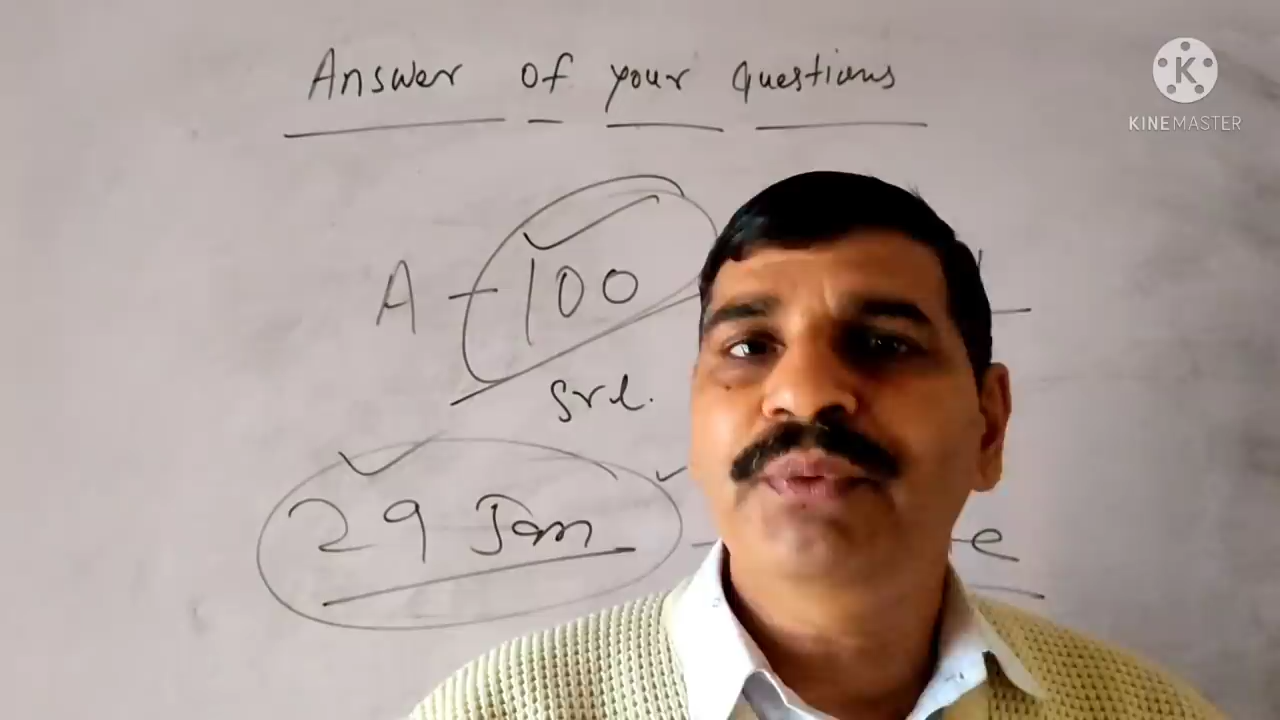 Answer of your questions
A - 100
Srl.
29 Jan
K
KINEMASTER